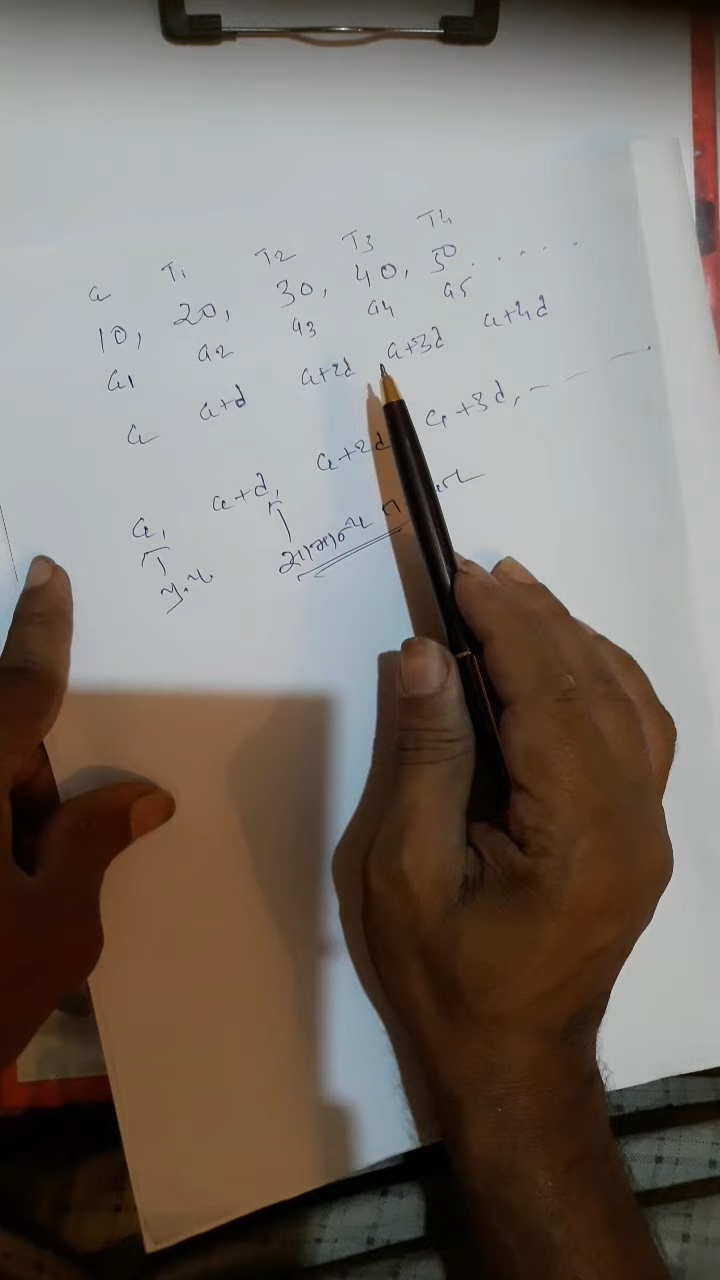 a T1 T2 T3 T4
10, 20, 30, 40, 50 . . . . . .
a1 a2 a3 a4 a5
a a+d a+2d a+3d a+4d
a, a+d, a+2d a+3d, - - -
પ્ર.પ સામાન્ય ત